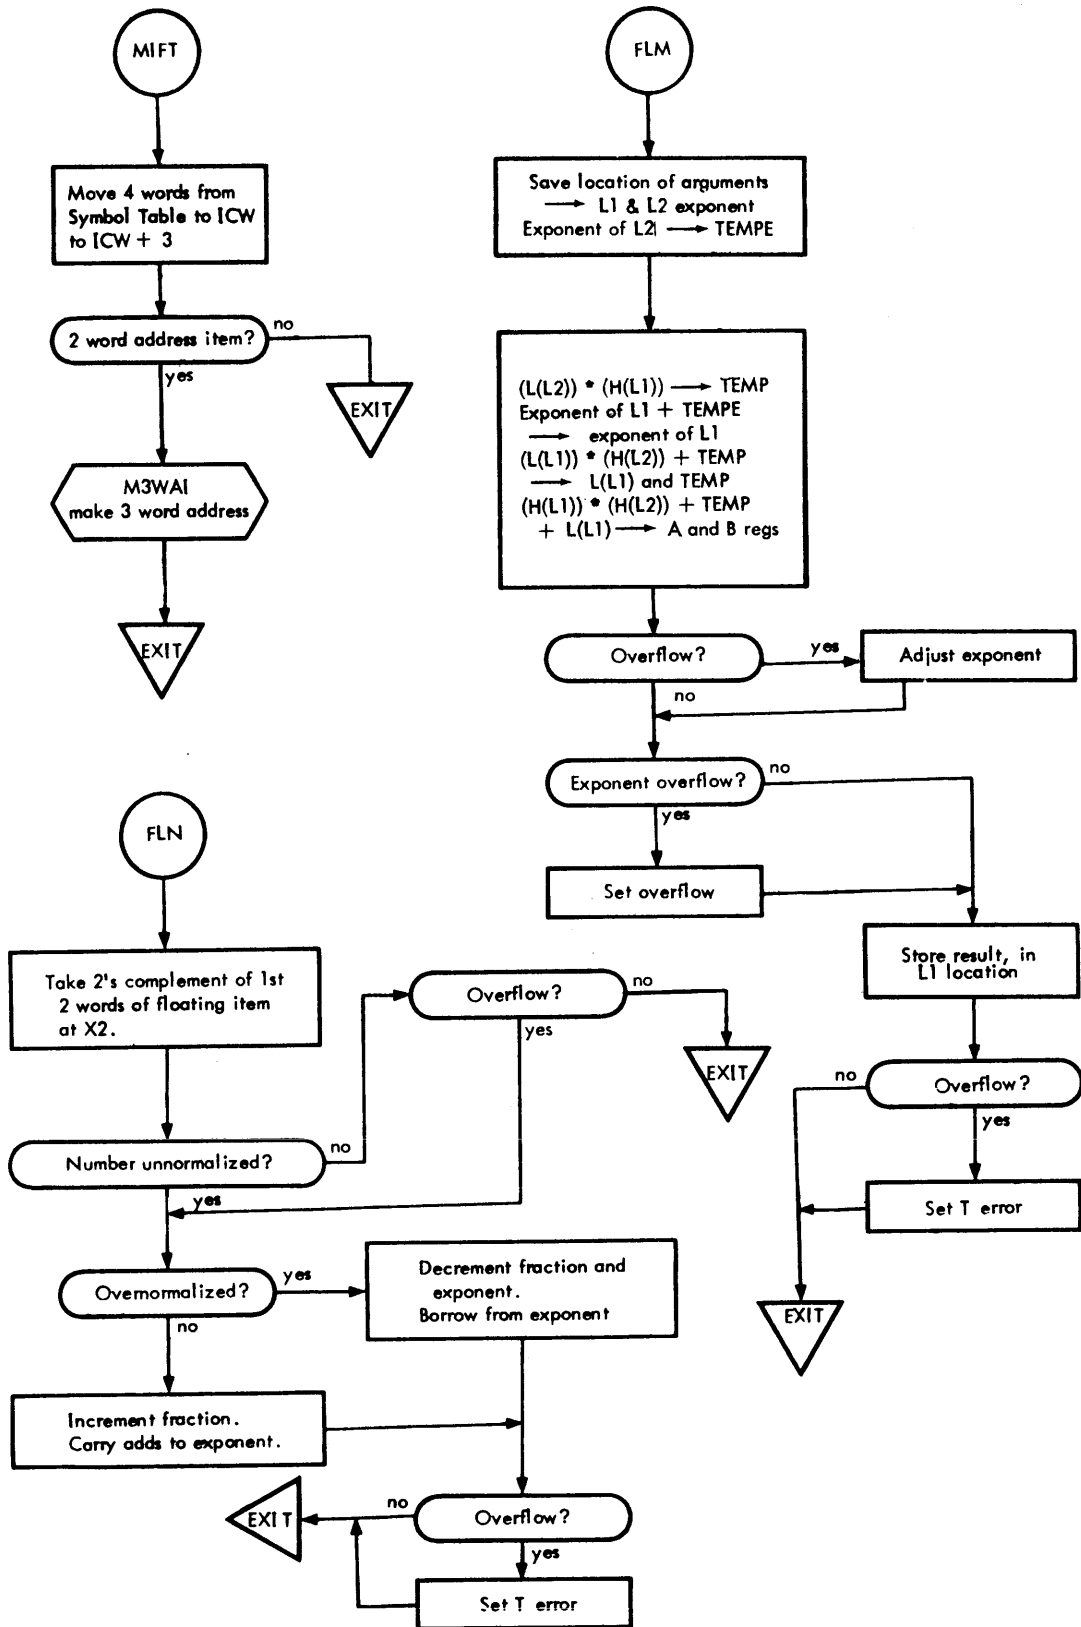 MIFT
Move 4 words from
Symbol Table to ICW
to ICW + 3
2 word address item?
no
yes
EXIT
M3WAI
make 3 word address
EXIT
FLM
Save location of arguments
→ L1 & L2 exponent
Exponent of L2 → TEMPE
(L(L2)) * (H(L1)) → TEMP
Exponent of L1 + TEMPE
→ exponent of L1
(L(L1)) * (H(L2)) + TEMP
→ L(L1) and TEMP
(H(L1)) * (H(L2)) + TEMP
+ L(L1) → A and B regs
Overflow?
yes
Adjust exponent
no
Exponent overflow?
no
yes
Set overflow
Store result, in
L1 location
Overflow?
no
yes
Set T error
EXIT
FLN
Take 2's complement of 1st
2 words of floating item
at X2.
Overflow?
no
yes
EXIT
Number unnormalized?
no
yes
Overnormalized?
yes
no
Decrement fraction and
exponent.
Borrow from exponent
Increment fraction.
Carry adds to exponent.
Overflow?
no
EXIT
yes
Set T error